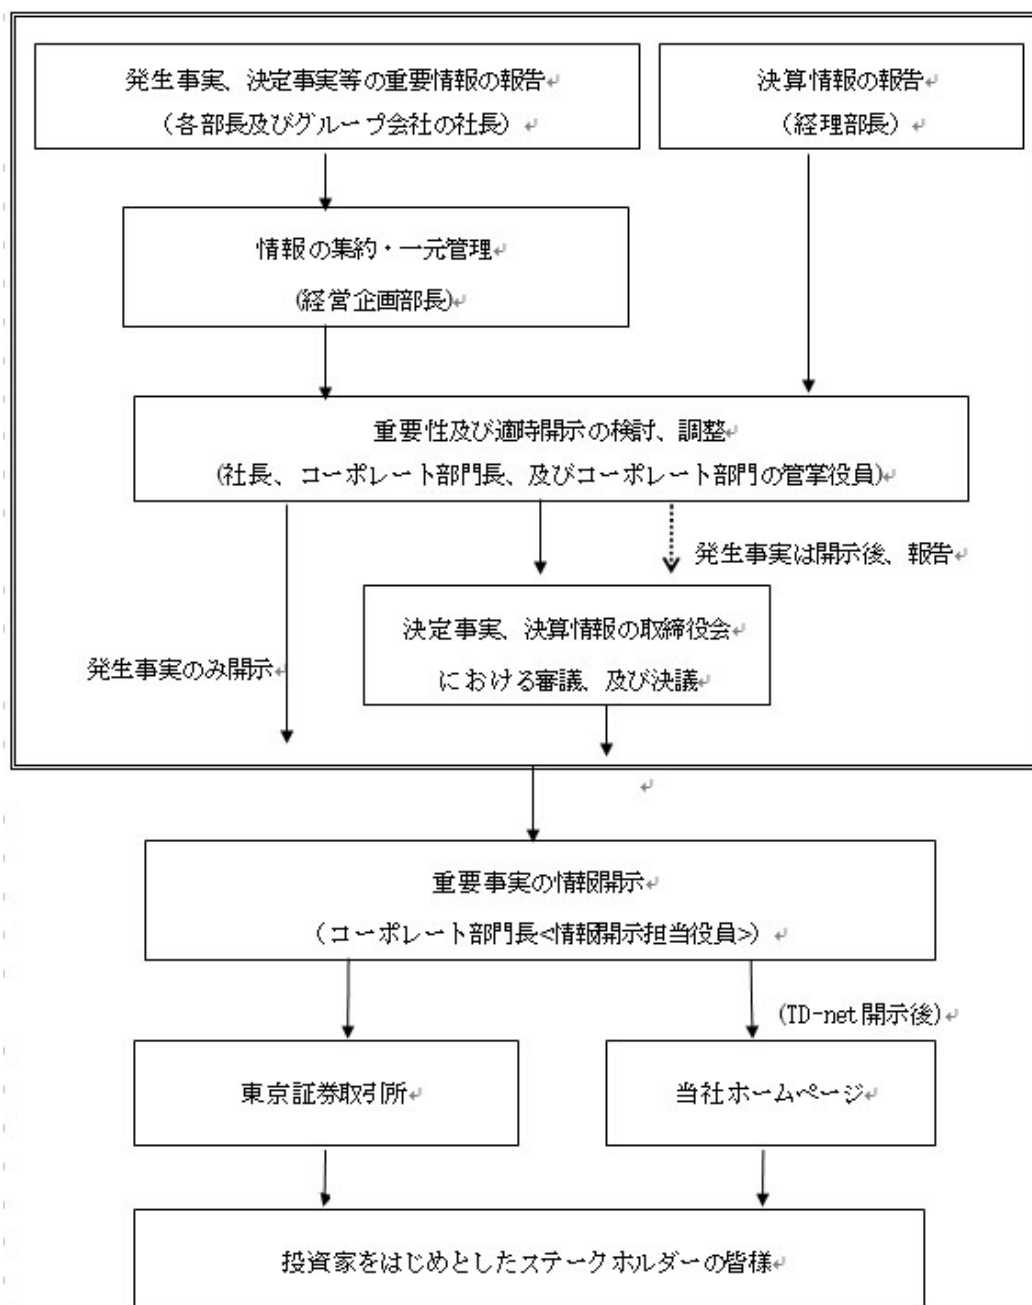 発生事実、決定事実等の重要情報の報告
（各部長及びグループ会社の社長）
決算情報の報告
（経理部長）
情報の集約・一元管理
(経営企画部長)
重要性及び適時開示の検討、調整
(社長、コーポレート部門長、及びコーポレート部門の管掌役員)
発生事実は開示後、報告
決定事実、決算情報の取締役会
における審議、及び決議
発生事実のみ開示
重要事実の情報開示
（コーポレート部門長<情報開示担当役員>）
(TD-net開示後)
東京証券取引所
当社ホームページ
投資家をはじめとしたステークホルダーの皆様